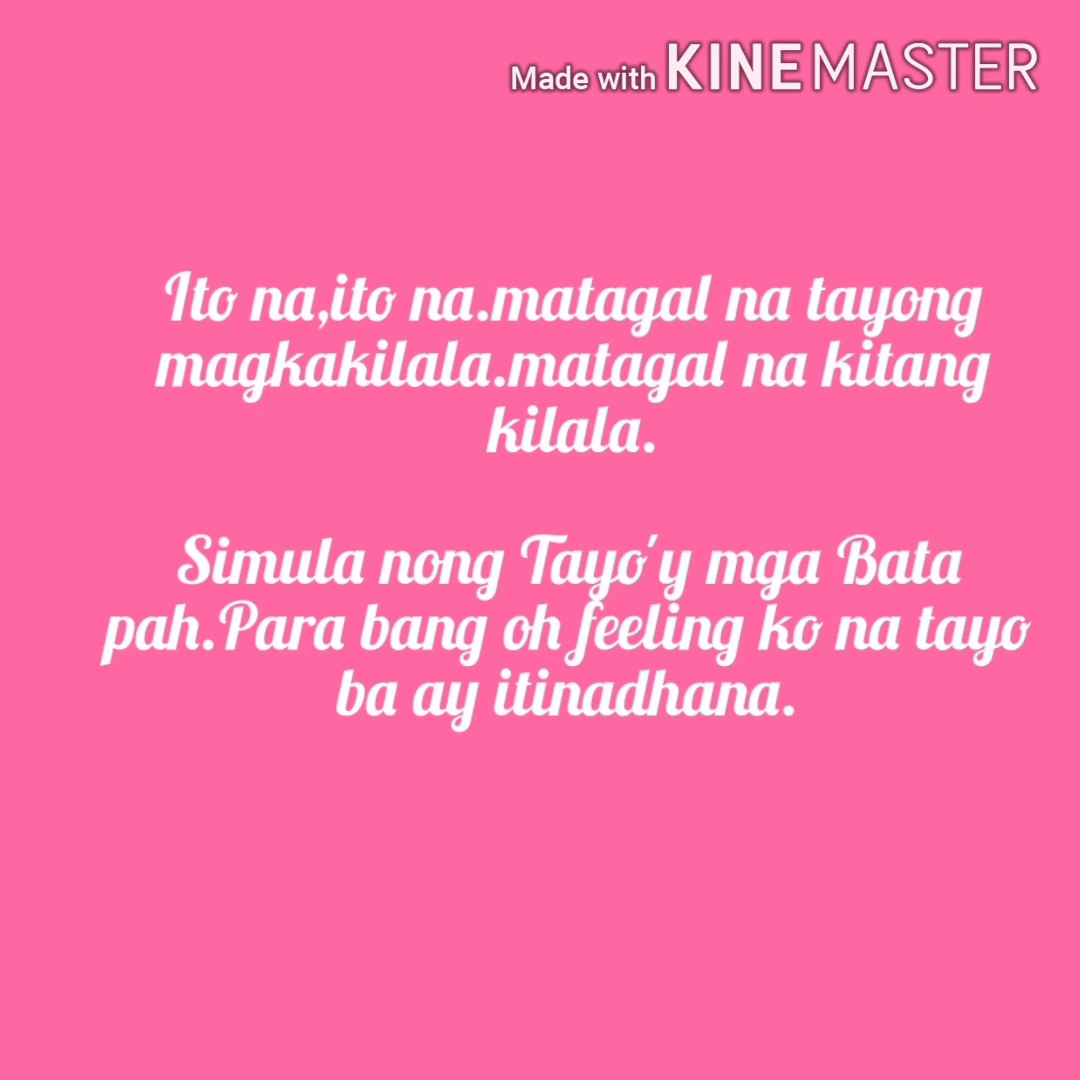 Made with KINEMASTER
Ito na,ito na.matagal na tayong
magkakilala.matagal na kitang
kilala.
Simula nong Tayo'y mga Bata
pah.Para bang oh feeling ko na tayo
ba ay itinadhana.